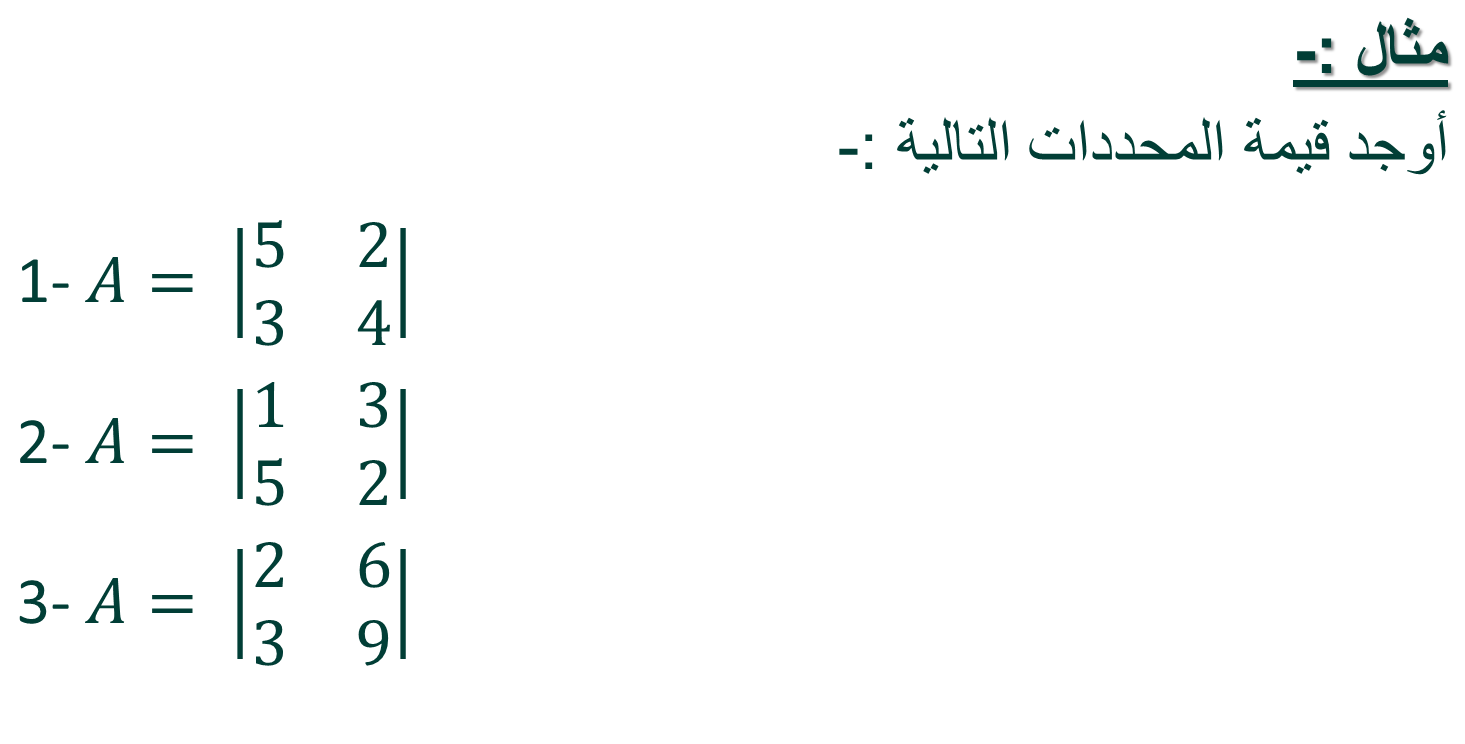 مثال :-
أوجد قيمة المحددات التالية :-
1- A = |5 2|
|3 4|
2- A = |1 3|
|5 2|
3- A = |2 6|
|3 9|